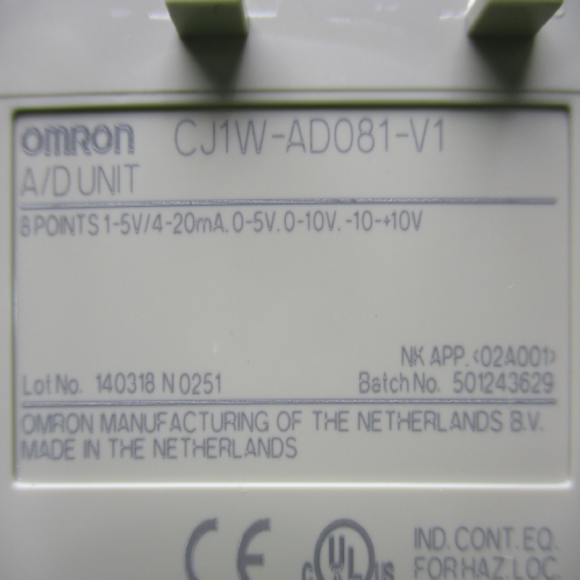 OMRON CJ1W-AD081-V1
A/D UNIT
8 POINTS 1-5V/4-20mA. 0-5V. 0-10V. -10-+10V
NK APP. <02A001>
Lot No. 140318 N 0251 Batch No. 501243629
OMRON MANUFACTURING OF THE NETHERLANDS B.V.
MADE IN THE NETHERLANDS
CE c UL US IND. CONT. EQ.
FOR HAZ LOC.